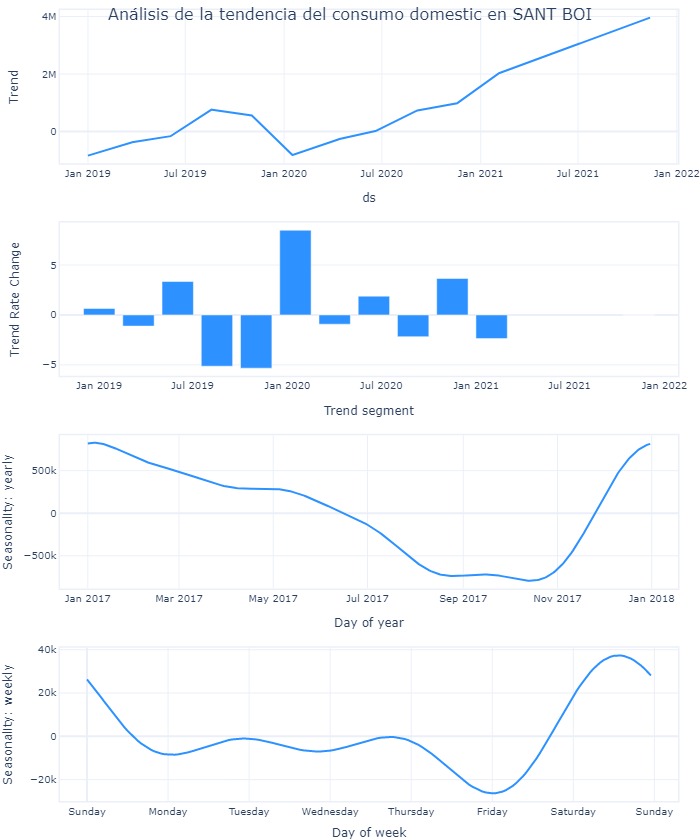 Análisis de la tendencia del consumo domestic en SANT BOI
4M
2M
0
Trend
Jan 2019 Jul 2019 Jan 2020 Jul 2020 Jan 2021 Jul 2021 Jan 2022
ds
5
0
−5
Trend Rate Change
Jan 2019 Jul 2019 Jan 2020 Jul 2020 Jan 2021 Jul 2021 Jan 2022
Trend segment
500k
0
−500k
Seasonality: yearly
Jan 2017 Mar 2017 May 2017 Jul 2017 Sep 2017 Nov 2017 Jan 2018
Day of year
40k
20k
0
−20k
Seasonality: weekly
Sunday Monday Tuesday Wednesday Thursday Friday Saturday Sunday
Day of week